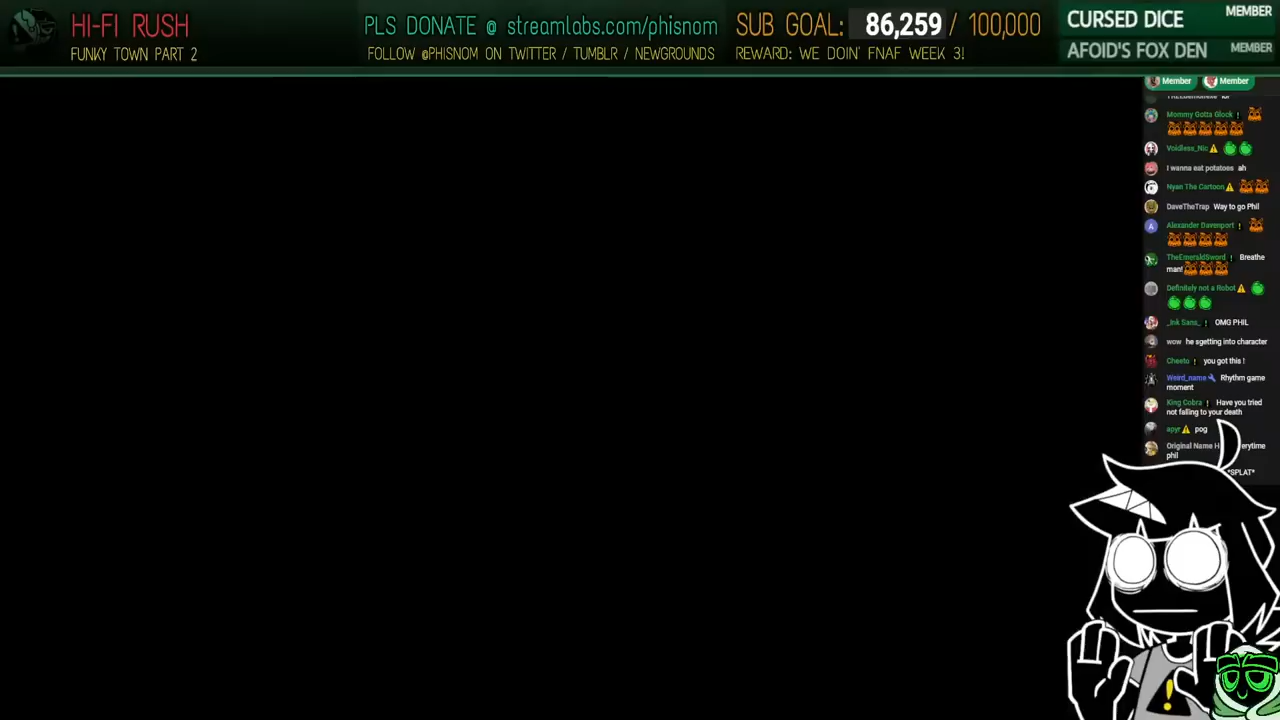 HI-FI RUSH
FUNKY TOWN PART 2
PLS DONATE @ streamlabs.com/phisnom
FOLLOW @PHISNOM ON TWITTER / TUMBLR / NEWGROUNDS
SUB GOAL: 86,259 / 100,000
REWARD: WE DOIN' FNAF WEEK 3!
CURSED DICE MEMBER
AFOID'S FOX DEN MEMBER
Member Member
Mommy Gotta Glock !
Voidless_Nic
I wanna eat potatoes ah
Nyan The Cartoon
DaveTheTrap Way to go Phil
Alexander Davenport !
TheEmeraldSword ! Breathe
man!
Definitely not a Robot
_Ink Sans_ ! OMG PHIL
wow he sgetting into character
Cheeto ! you got this !
Weird_name Rhythm game
moment
King Cobra ! Have you tried
not falling to your death
apyr pog
Original Name H erytime
phil
*SPLAT*